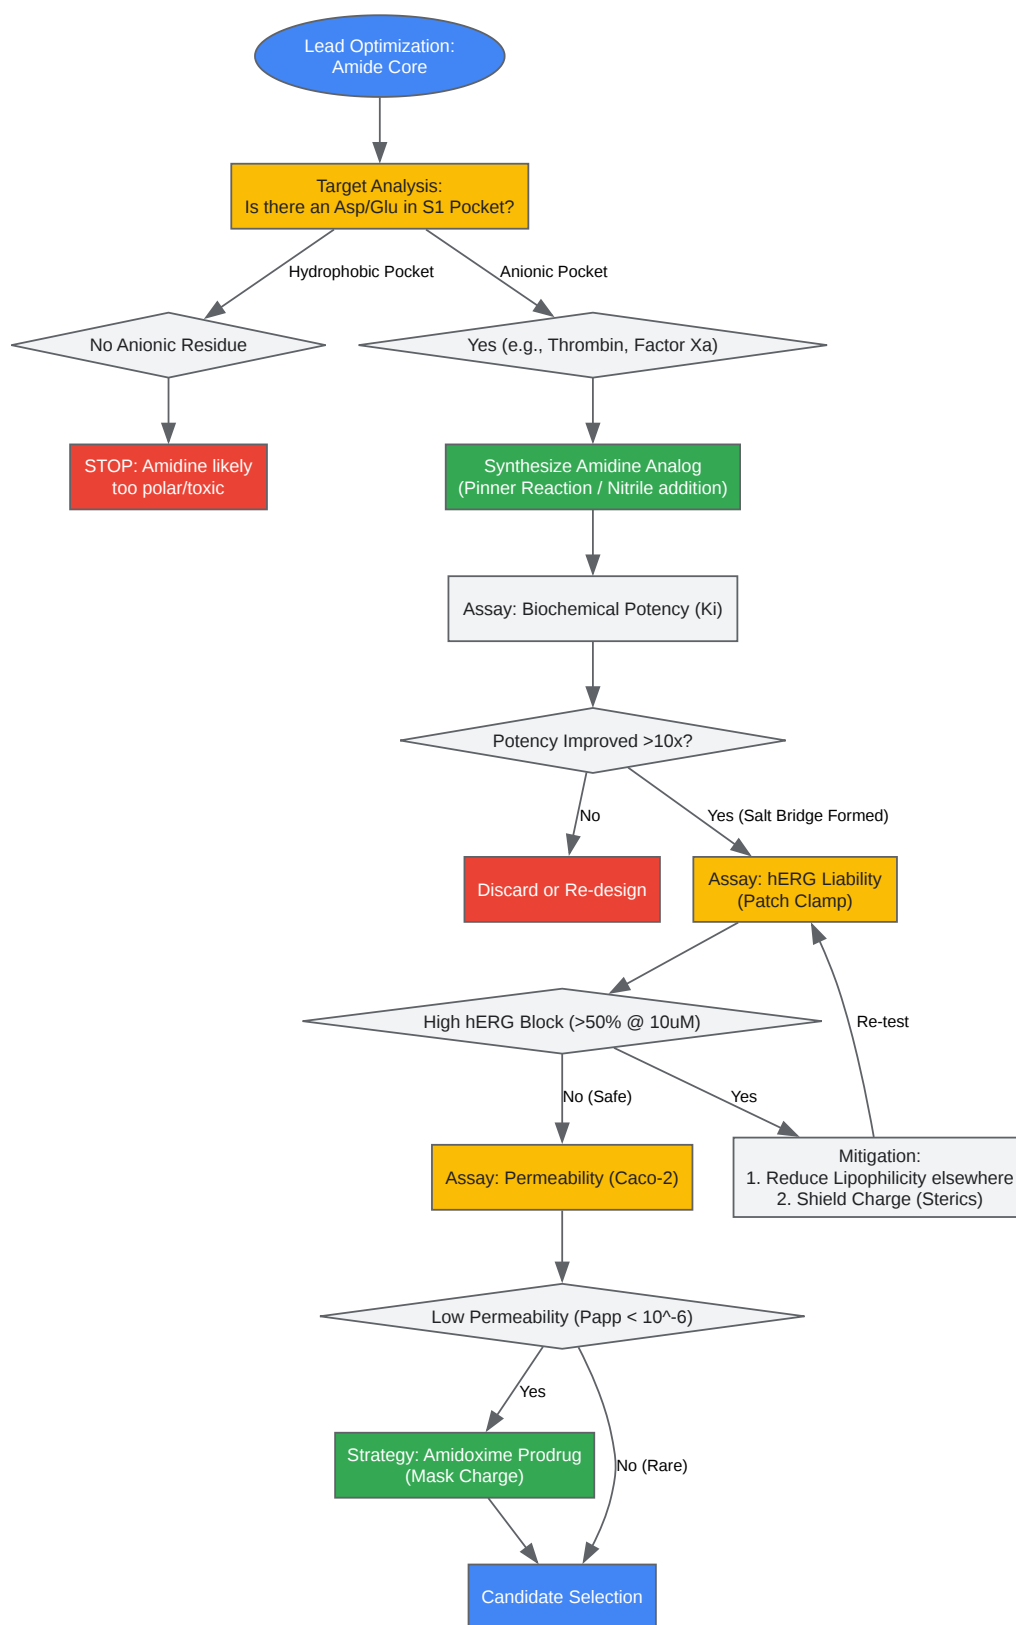 Lead Optimization:
Amide Core
Target Analysis:
Is there an Asp/Glu in S1 Pocket?
Hydrophobic Pocket
Anionic Pocket
No Anionic Residue
Yes (e.g., Thrombin, Factor Xa)
STOP: Amidine likely
too polar/toxic
Synthesize Amidine Analog
(Pinner Reaction / Nitrile addition)
Assay: Biochemical Potency (Ki)
Potency Improved >10x?
No
Yes (Salt Bridge Formed)
Discard or Re-design
Assay: hERG Liability
(Patch Clamp)
High hERG Block (>50% @ 10uM)
Re-test
No (Safe)
Yes
Assay: Permeability (Caco-2)
Mitigation:
1. Reduce Lipophilicity elsewhere
2. Shield Charge (Sterics)
Low Permeability (Papp < 10^-6)
Yes
Strategy: Amidoxime Prodrug
(Mask Charge)
No (Rare)
Candidate Selection